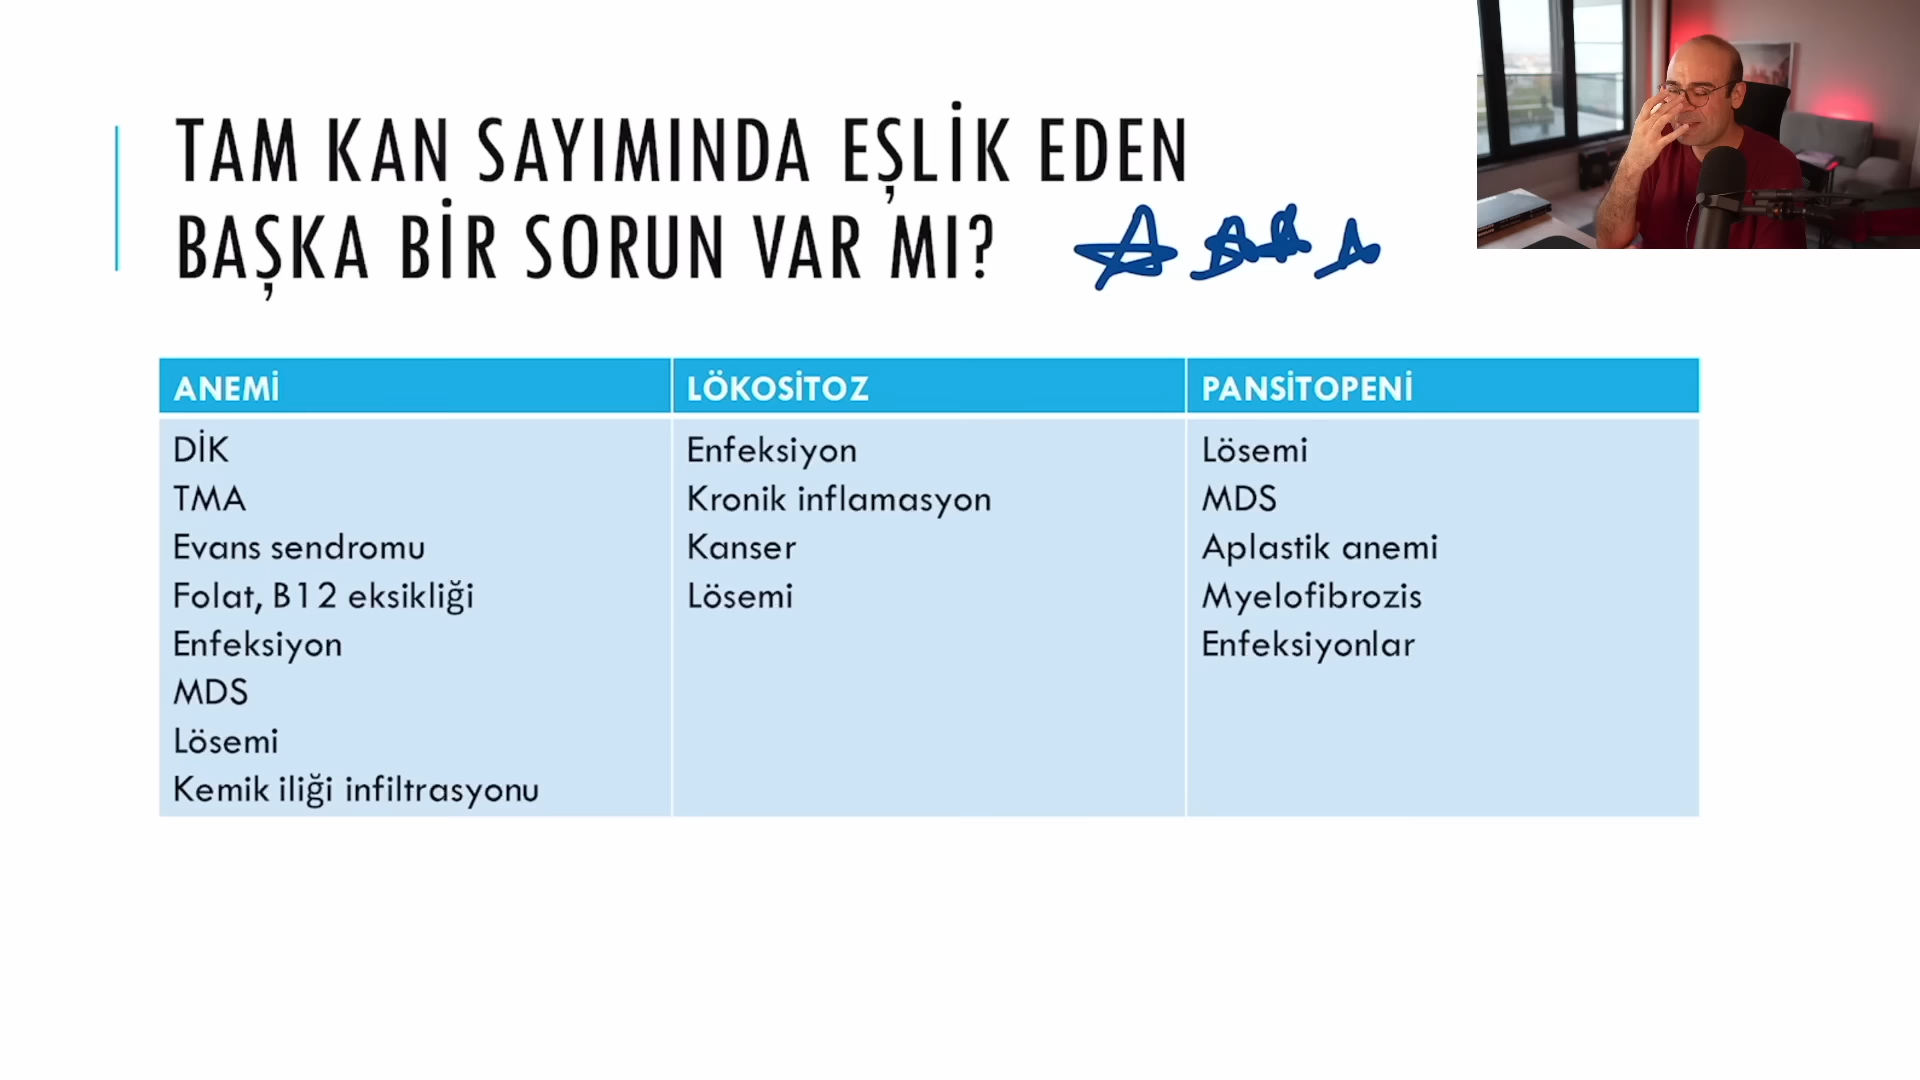 TAM KAN SAYIMINDA EŞLİK EDEN
BAŞKA BİR SORUN VAR MI?
ANEMİ
DİK
TMA
Evans sendromu
Folat, B12 eksikliği
Enfeksiyon
MDS
Lösemi
Kemik iliği infiltrasyonu
LÖKOSİTOZ
Enfeksiyon
Kronik inflamasyon
Kanser
Lösemi
PANSİTOPENİ
Lösemi
MDS
Aplastik anemi
Myelofibrozis
Enfeksiyonlar